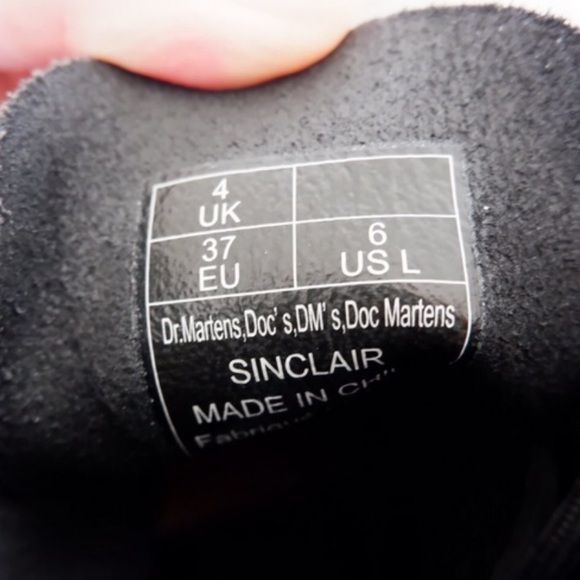 4
UK
37
EU
6
US L
Dr.Martens,Doc' s,DM' s,Doc Martens
SINCLAIR
MADE IN